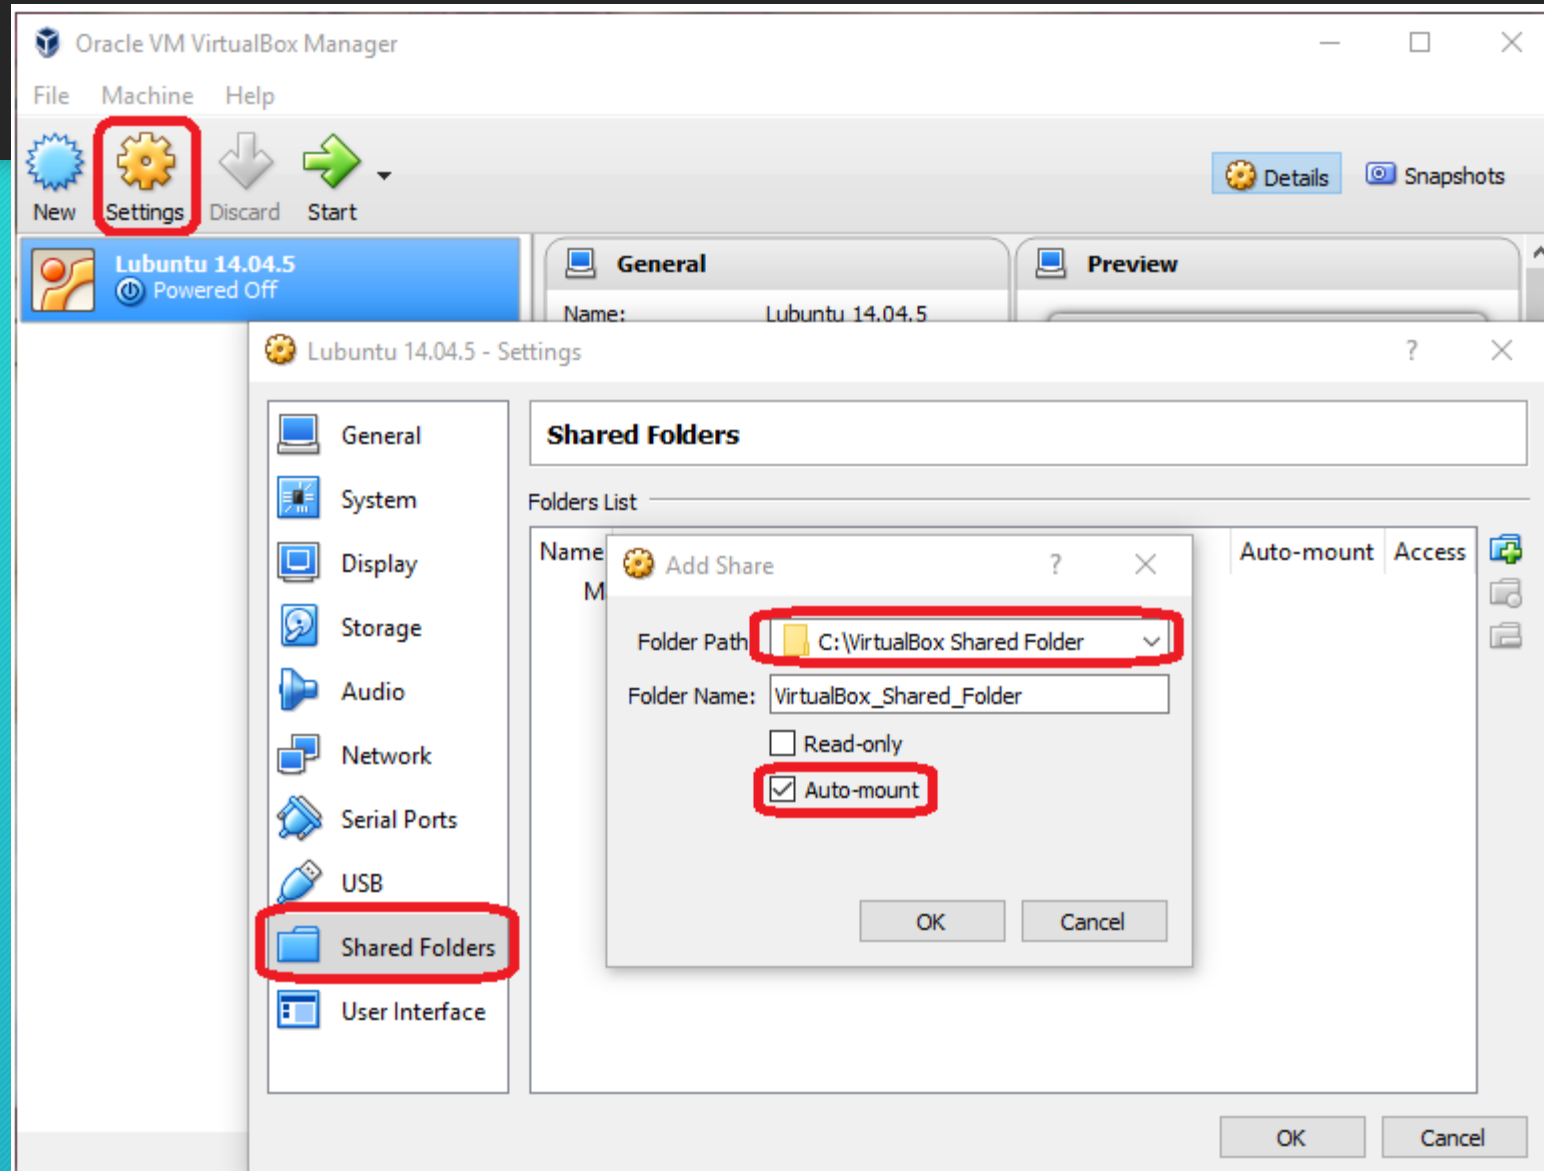 Oracle VM VirtualBox Manager
File Machine Help
New Settings Discard Start Details Snapshots
Lubuntu 14.04.5
Powered Off
General
Preview
Name: Lubuntu 14.04.5
Lubuntu 14.04.5 - Settings ?
General
System
Display
Storage
Audio
Network
Serial Ports
USB
Shared Folders
User Interface
Shared Folders
Folders List
Name Auto-mount Access
M
Add Share ?
Folder Path C:\VirtualBox Shared Folder
Folder Name: VirtualBox_Shared_Folder
Read-only
Auto-mount
OK Cancel
OK Cancel